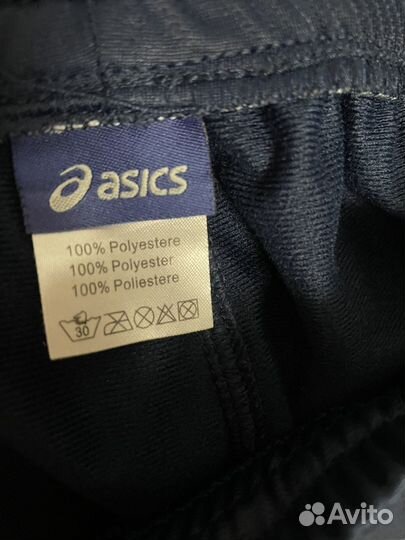 asics
100% Polyestere
100% Polyester
100% Poliestere
30
Avito